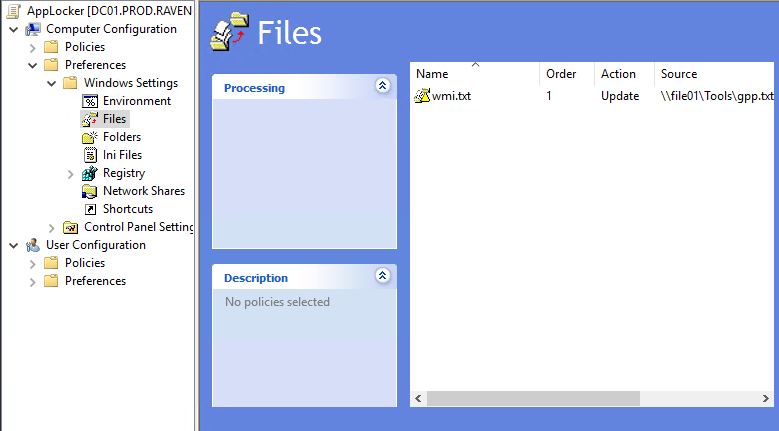 AppLocker [DC01.PROD.RAVEN
Computer Configuration
Policies
Preferences
Windows Settings
Environment
Files
Folders
Ini Files
Registry
Network Shares
Shortcuts
Control Panel Setting
User Configuration
Policies
Preferences
Files
Processing
Description
No policies selected
Name Order Action Source
wmi.txt 1 Update \\file01\Tools\gpp.txt